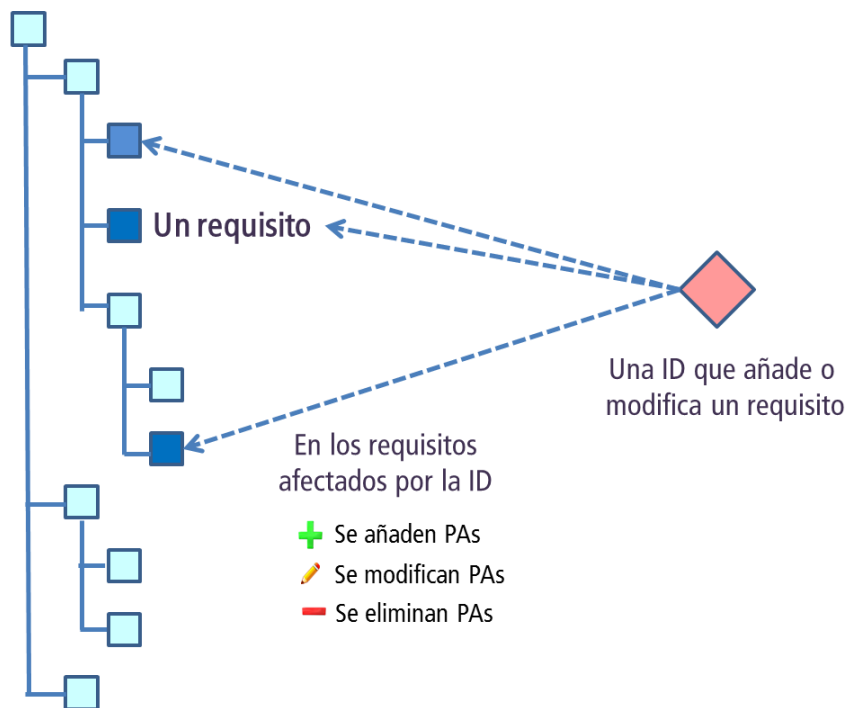 Un requisito
Una ID que añade o
modifica un requisito
En los requisitos
afectados por la ID
Se añaden PAs
Se modifican PAs
Se eliminan PAs